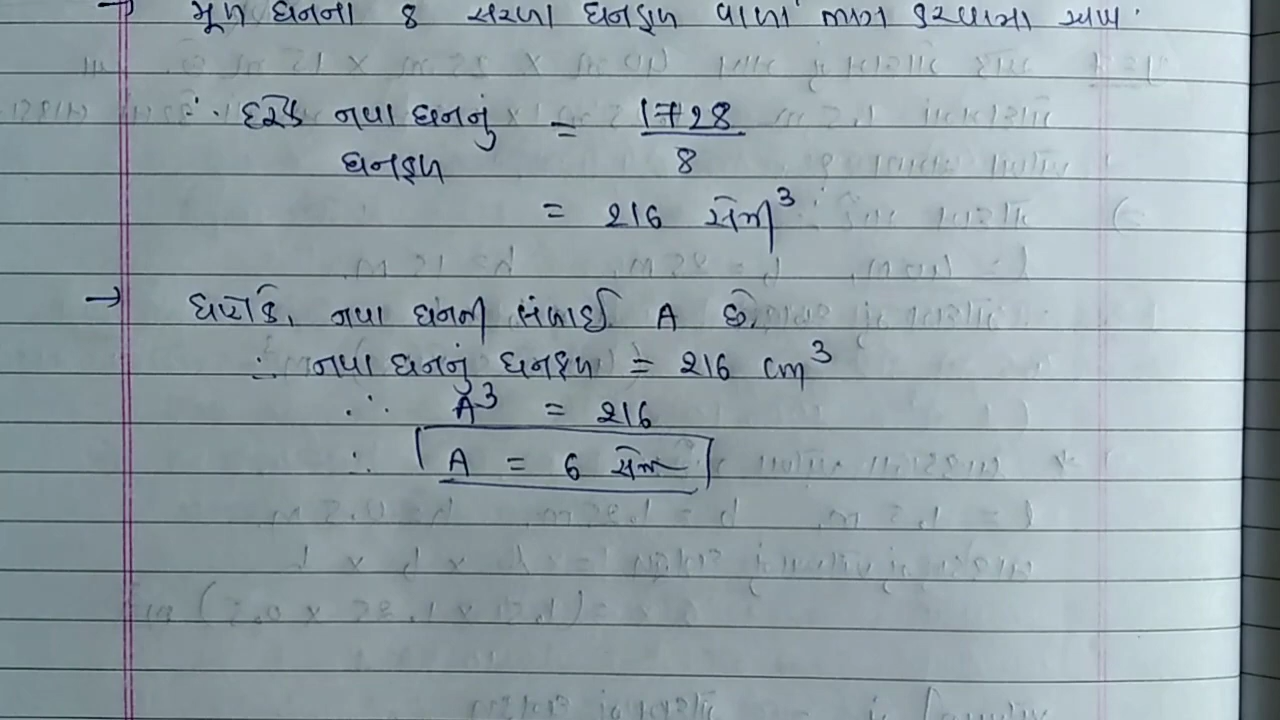 → મૂળ ઘનના 8 સરખા ઘનફળ વાળા ભાગ કરવામા આવે.
∴ દરેક નવા ઘનનું ઘનફળ = 1728 / 8
= 216 સેમી³
→ ધારોકે, નવા ઘનની લંબાઈ A છે.
∴ નવા ઘનનું ઘનફળ = 216 cm³
∴ A³ = 216
∴ A = 6 સેમી